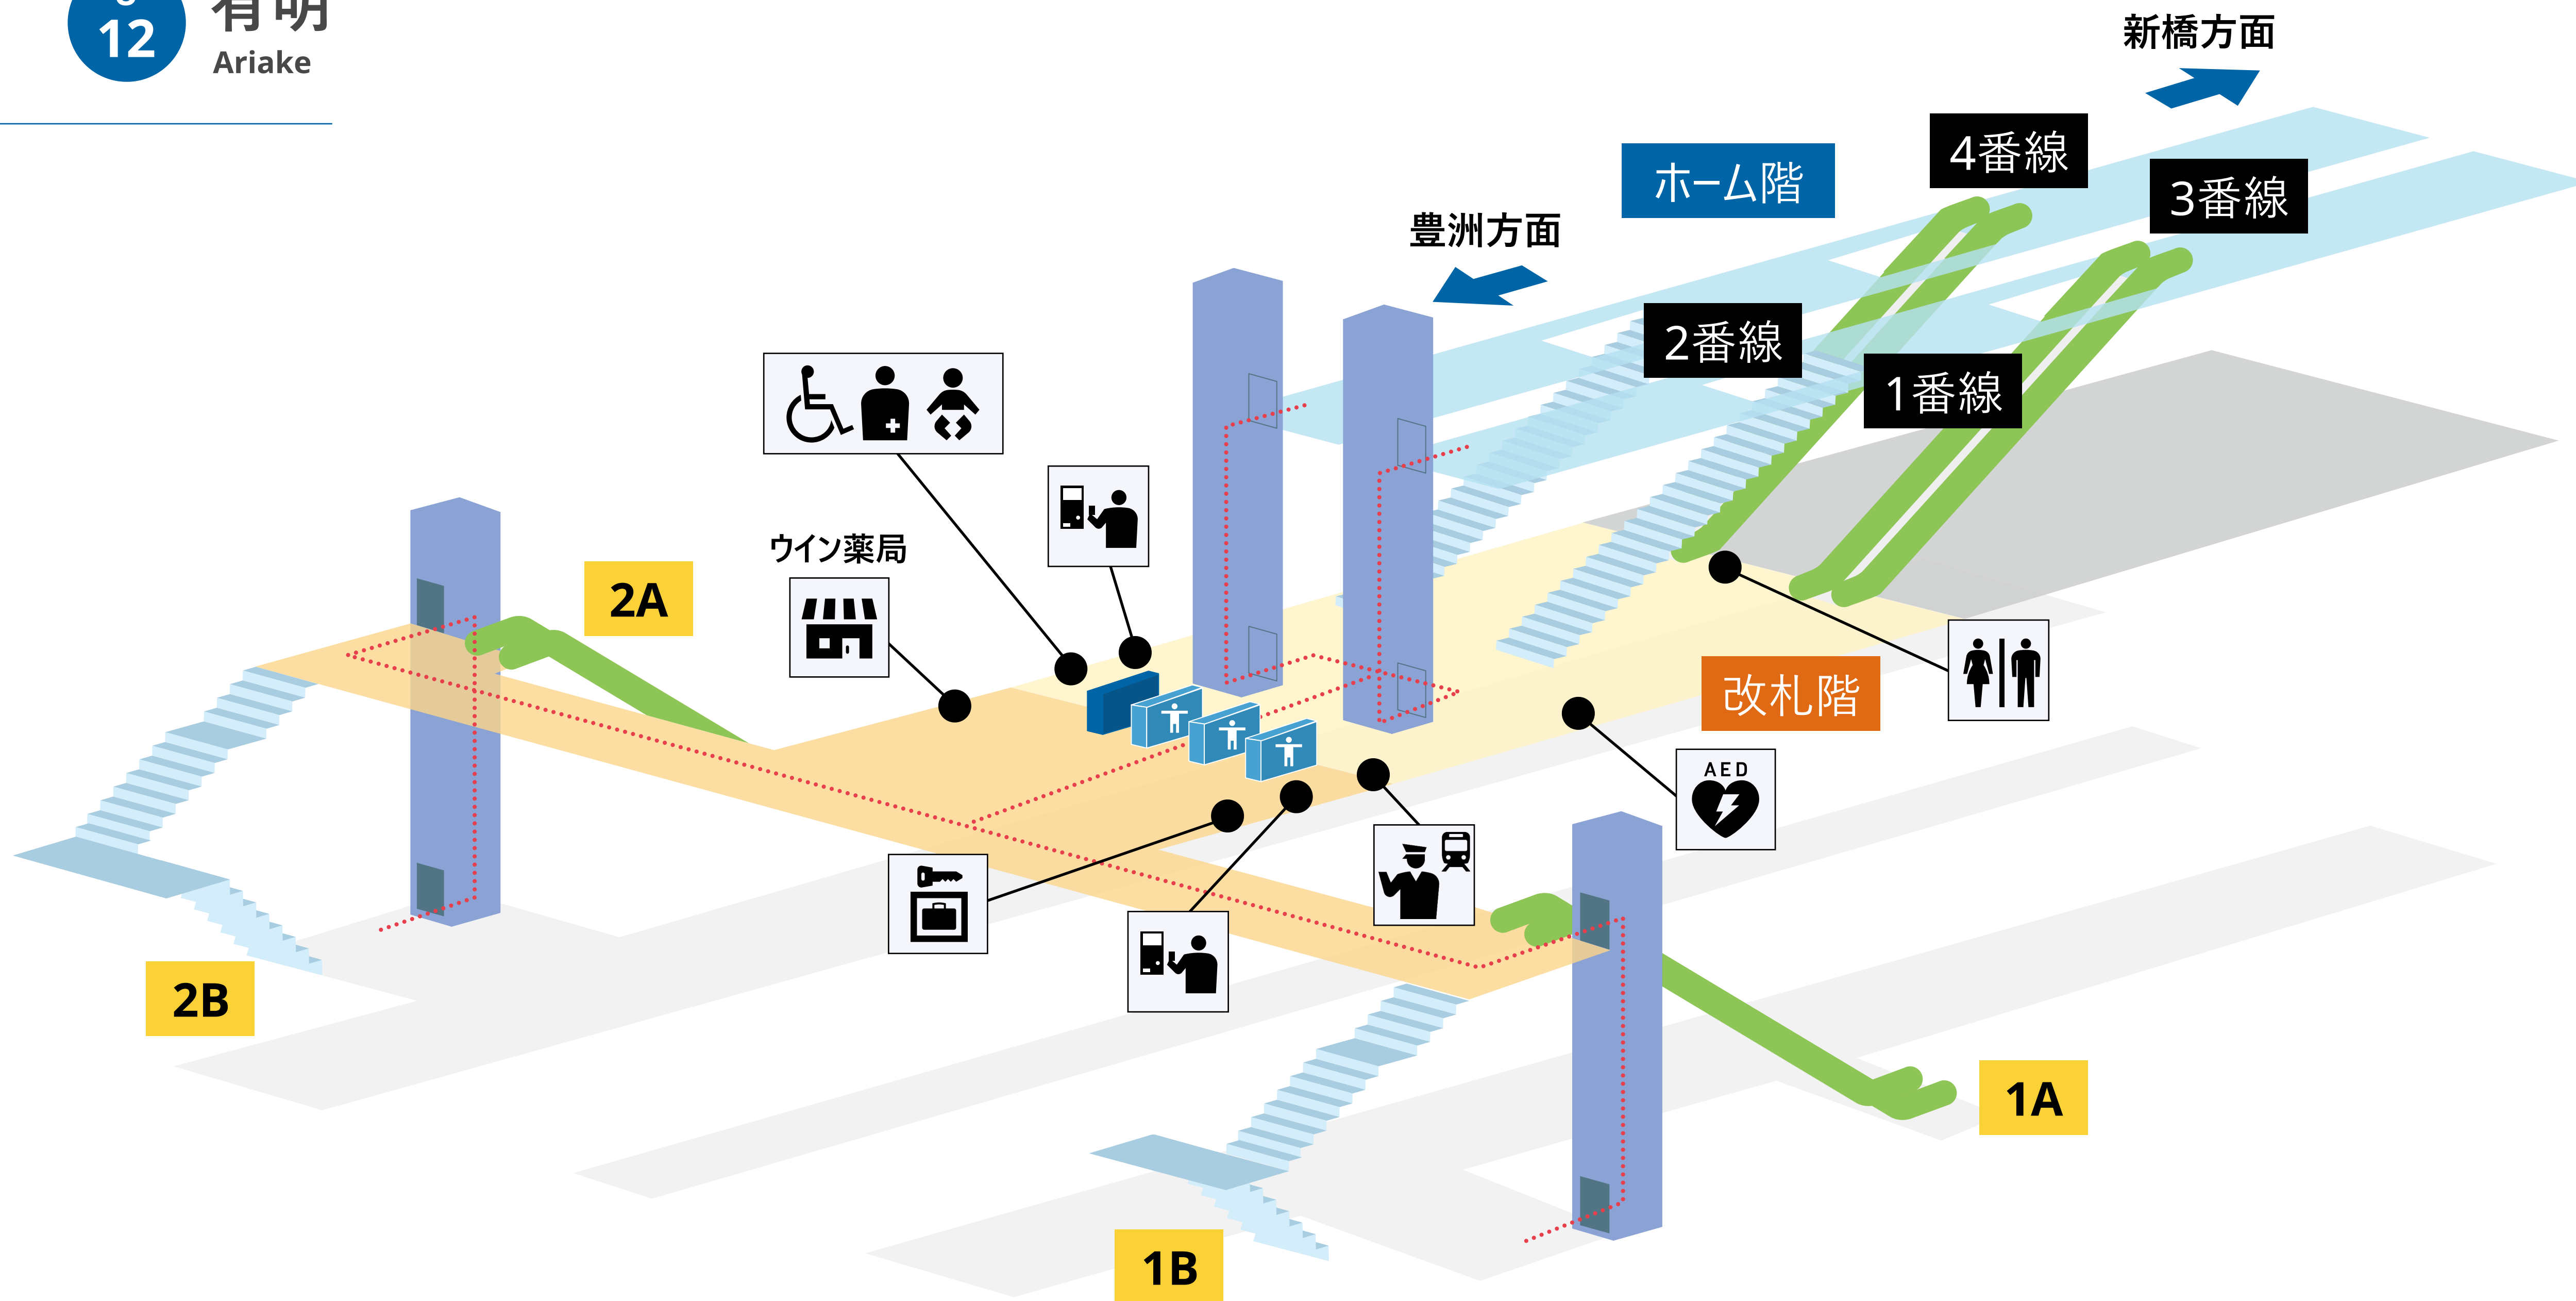 12
有明
Ariake
新橋方面
4番線
ホーム階
3番線
豊洲方面
2番線
1番線
ウイン薬局
2A
改札階
AED
2B
1A
1B